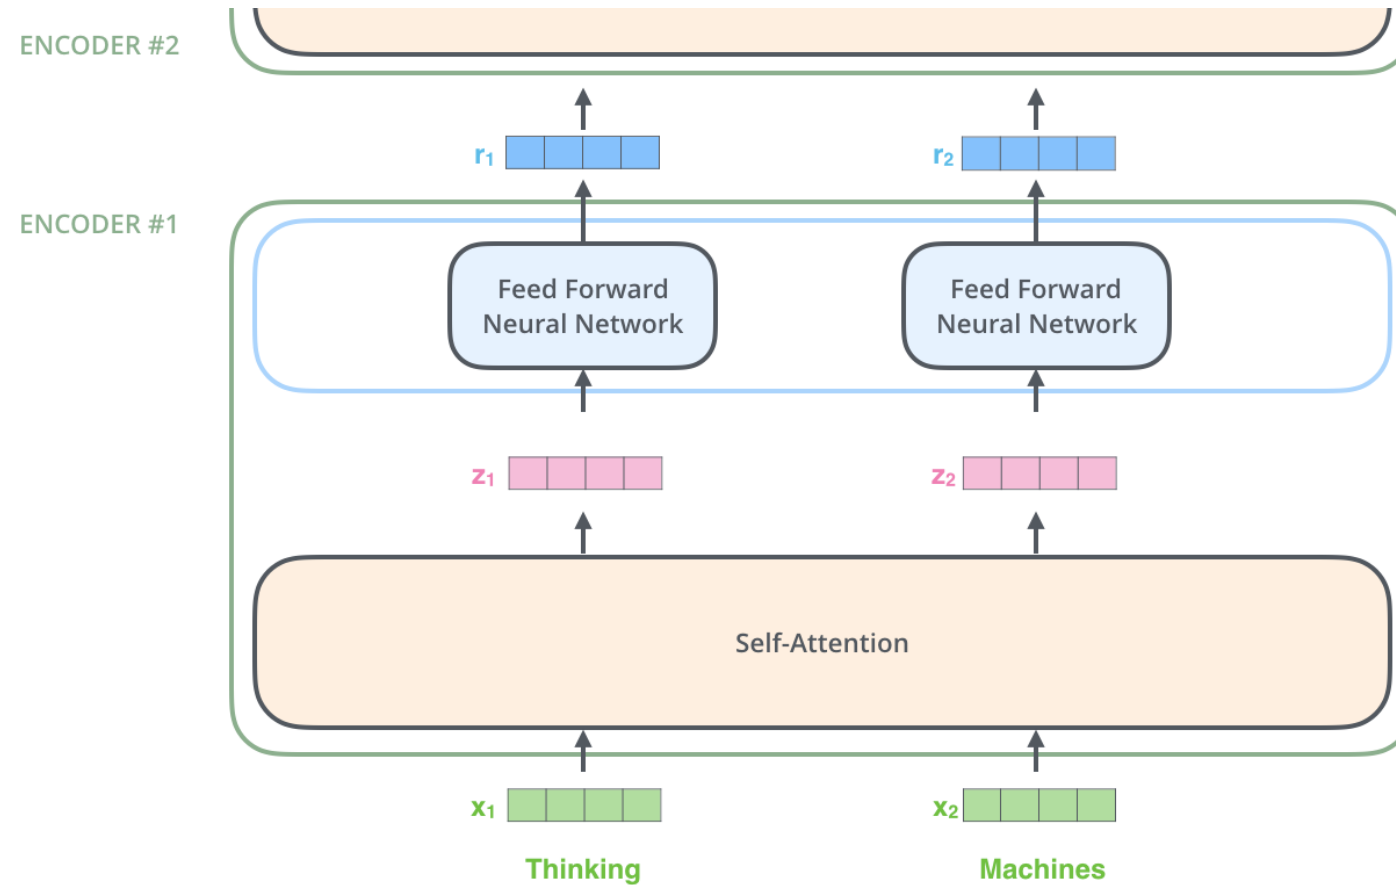 ENCODER #2
r1
r2
ENCODER #1
Feed Forward
Neural Network
Feed Forward
Neural Network
z1
z2
Self-Attention
x1
x2
Thinking
Machines